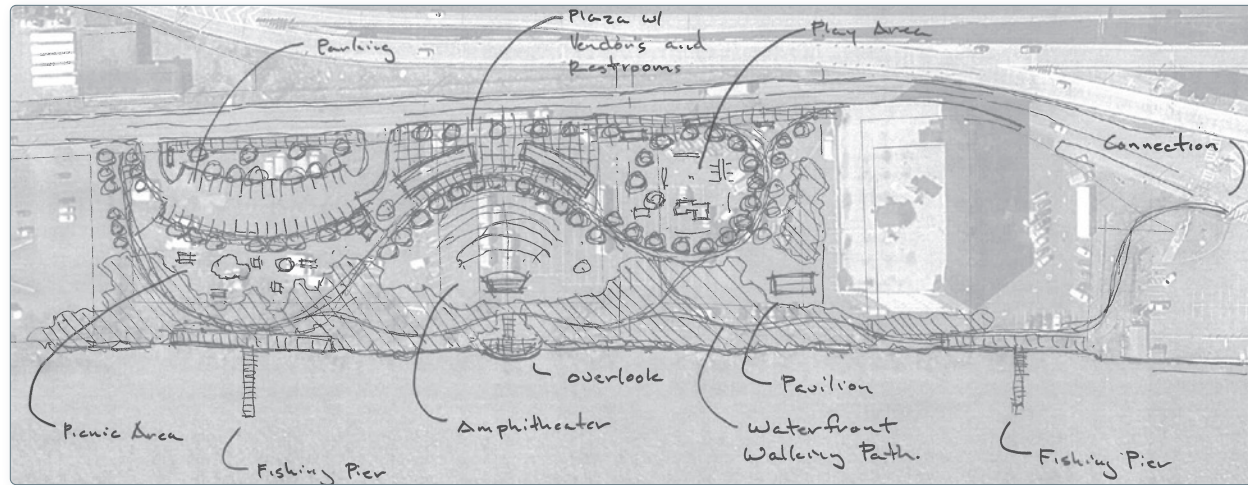 Parking
Plaza w/
Vendors and
Restrooms
Play Area
Connection
Picnic Area
Fishing Pier
Amphitheater
overlook
Pavilion
Waterfront
Walking Path.
Fishing Pier